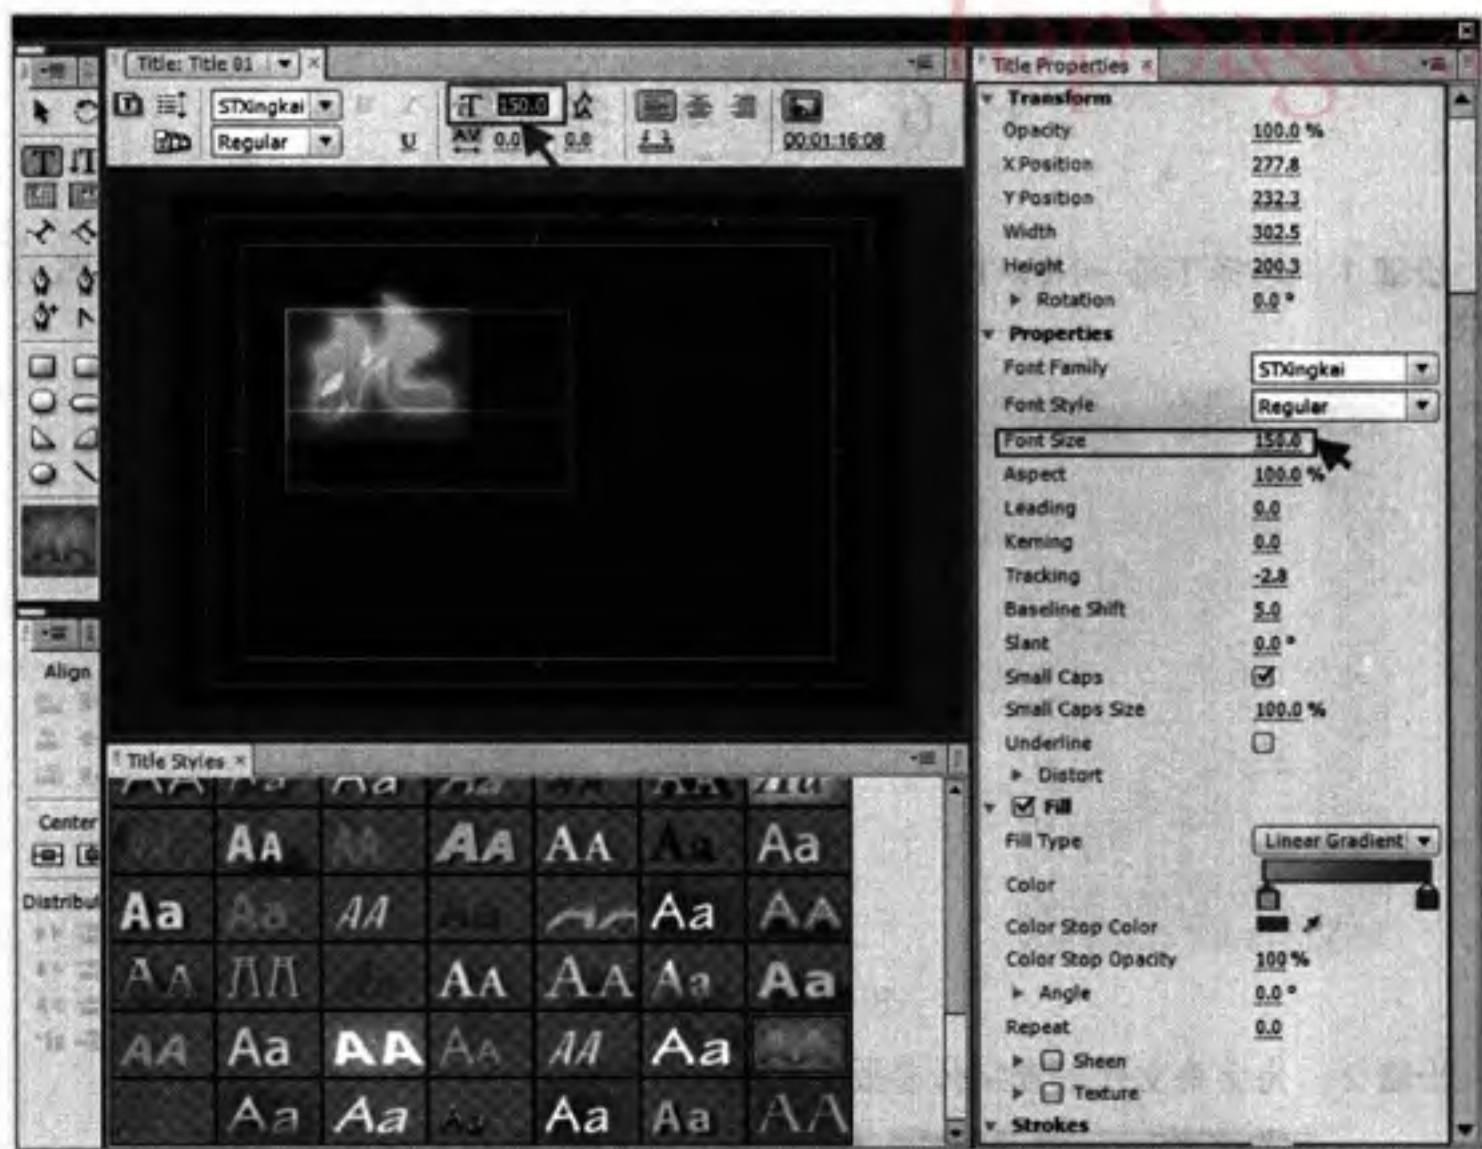 Title: Title 01
STXingkai
150.0
Regular
U
0.0
0.0
00:01:16:08
Align
Center
Title Styles
Title Properties
Transform
Opacity 100.0 %
X Position 277.8
Y Position 232.3
Width 302.5
Height 200.3
Rotation 0.0 °
Properties
Font Family STXingkai
Font Style Regular
Font Size 150.0
Aspect 100.0 %
Leading 0.0
Kerning 0.0
Tracking -2.8
Baseline Shift 5.0
Slant 0.0 °
Small Caps
Small Caps Size 100.0 %
Underline
Distort
Fill
Fill Type Linear Gradient
Color
Color Stop Color
Color Stop Opacity 100 %
Angle 0.0 °
Repeat 0.0
Sheen
Texture
Strokes